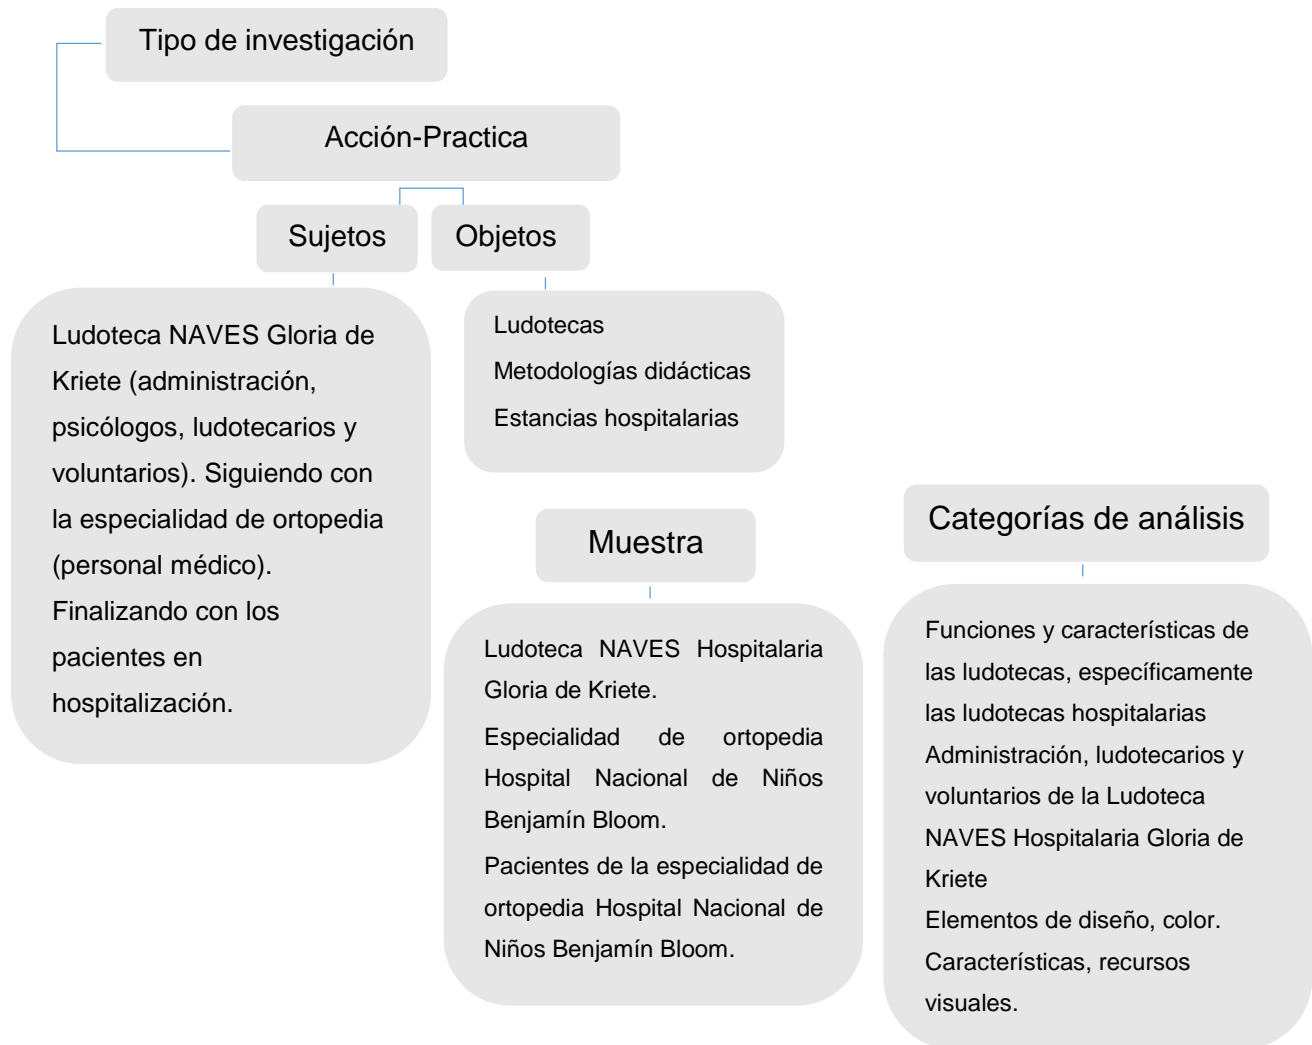 Tipo de investigación
Acción-Practica
Sujetos
Objetos
Ludoteca NAVES Gloria de
Kriete (administración,
psicólogos, ludotecarios y
voluntarios). Siguiendo con
la especialidad de ortopedia
(personal médico).
Finalizando con los
pacientes en
hospitalización.
Ludotecas
Metodologías didácticas
Estancias hospitalarias
Muestra
Ludoteca NAVES Hospitalaria
Gloria de Kriete.
Especialidad de ortopedia
Hospital Nacional de Niños
Benjamín Bloom.
Pacientes de la especialidad de
ortopedia Hospital Nacional de
Niños Benjamín Bloom.
Categorías de análisis
Funciones y características de
las ludotecas, específicamente
las ludotecas hospitalarias
Administración, ludotecarios y
voluntarios de la Ludoteca
NAVES Hospitalaria Gloria de
Kriete
Elementos de diseño, color.
Características, recursos
visuales.